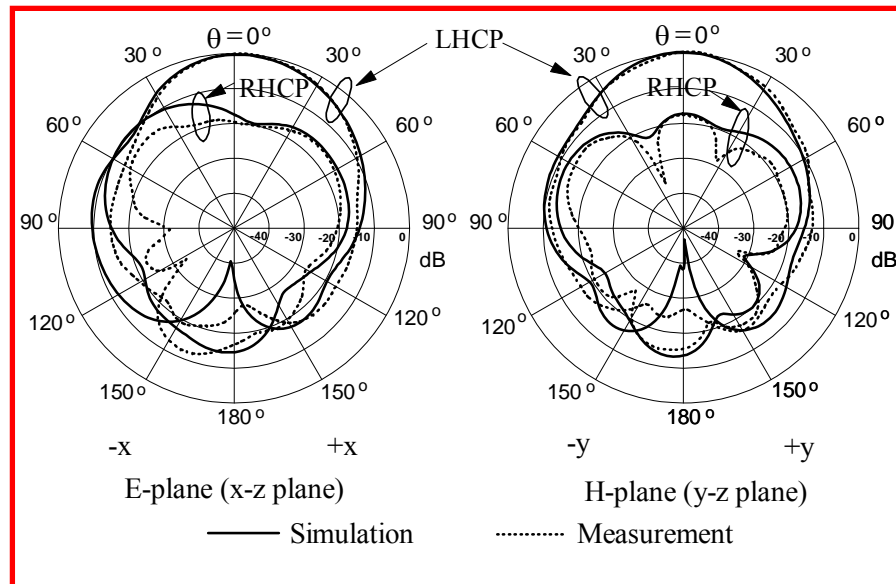 θ = 0° LHCP θ = 0°
30° 30° 30° 30°
RHCP RHCP
60° 60° 60° 60°
90° -40 -30 -20 -10 0 90° 90° -40 -30 -20 -10 0 90
dB dB
120° 120° 120° 120°
150° 150° 150° 150°
180° 180°
-x +x -y +y
E-plane (x-z plane) H-plane (y-z plane)
Simulation Measurement